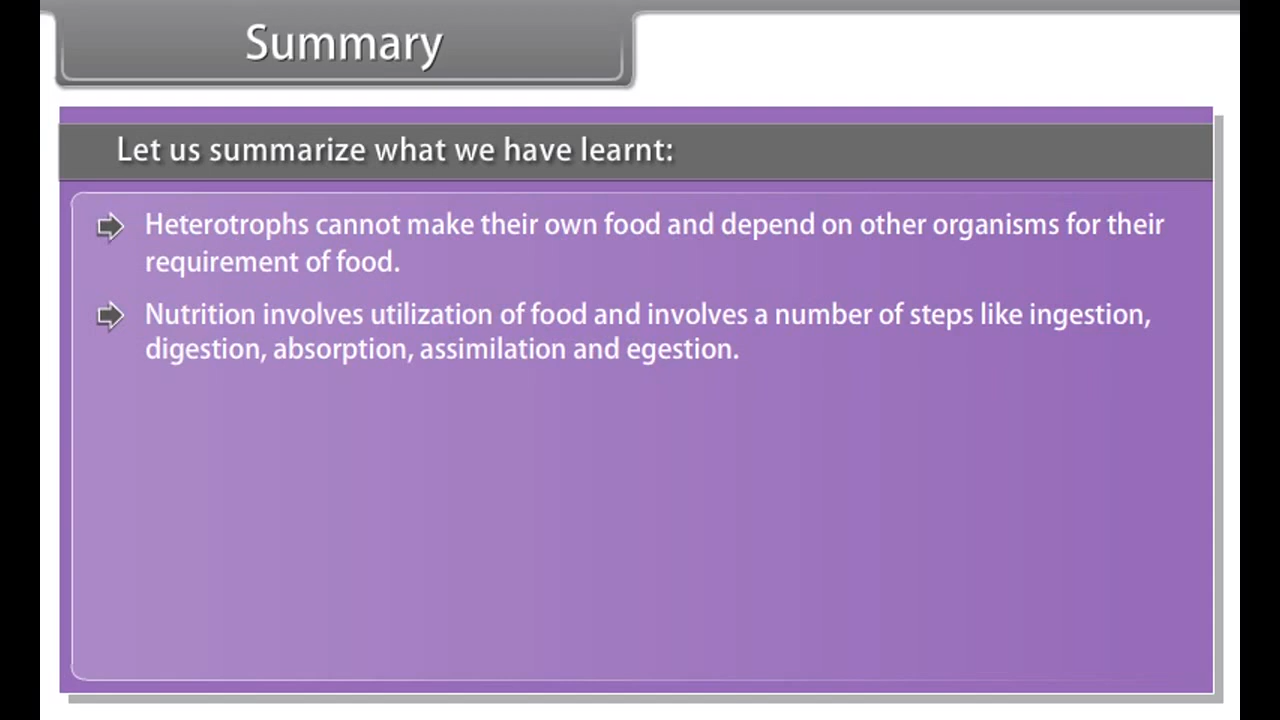 Summary
Let us summarize what we have learnt:
Heterotrophs cannot make their own food and depend on other organisms for their
requirement of food.
Nutrition involves utilization of food and involves a number of steps like ingestion,
digestion, absorption, assimilation and egestion.